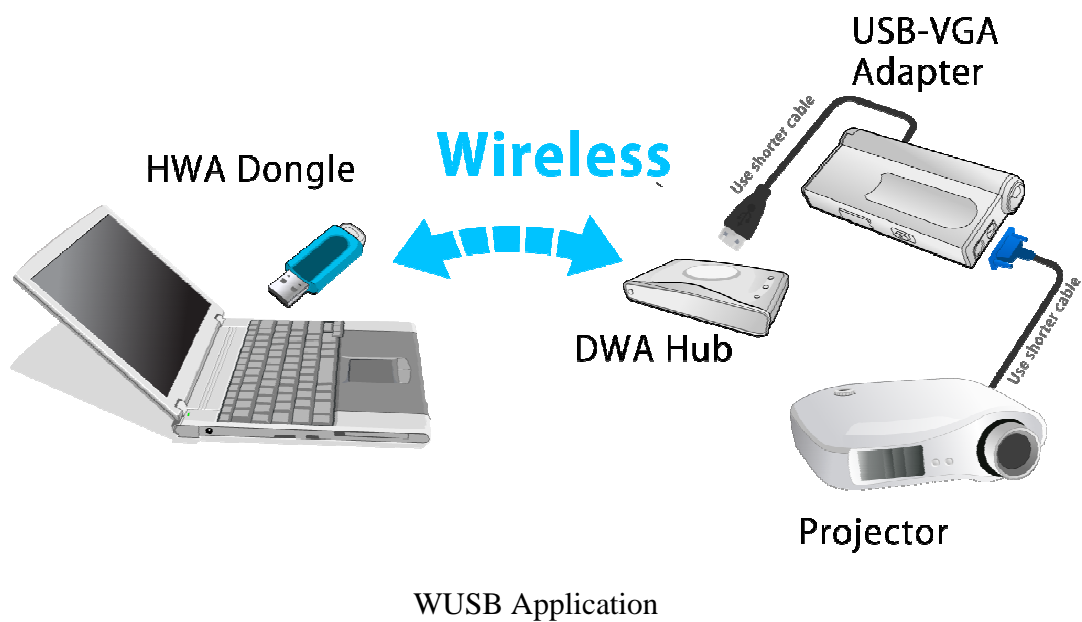 USB-VGA
Adapter
Use shorter cable
Wireless
HWA Dongle
DWA Hub
Use shorter cable
Projector
WUSB Application